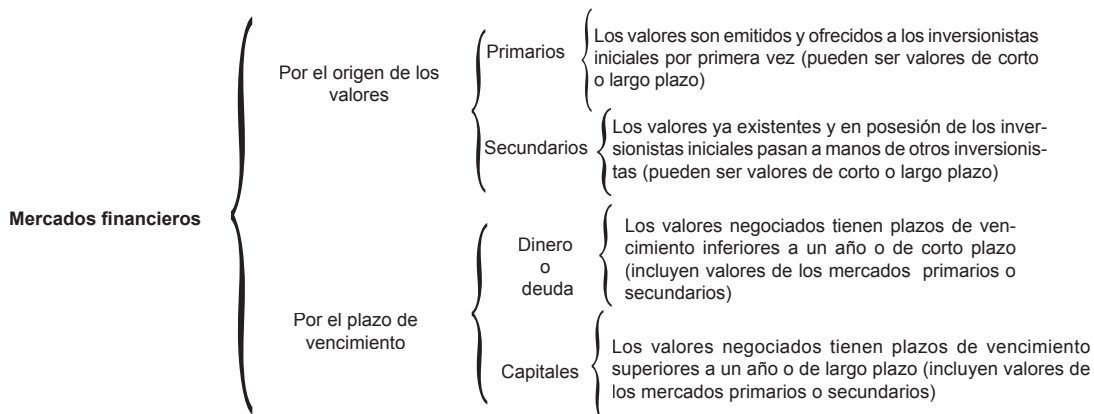 Mercados financieros
Por el origen de los
valores
Primarios
Los valores son emitidos y ofrecidos a los inversionistas
iniciales por primera vez (pueden ser valores de corto
o largo plazo)
Secundarios
Los valores ya existentes y en posesión de los inver-
sionistas iniciales pasan a manos de otros inversionis-
tas (pueden ser valores de corto o largo plazo)
Por el plazo de
vencimiento
Dinero
o
deuda
Los valores negociados tienen plazos de ven-
cimiento inferiores a un año o de corto plazo
(incluyen valores de los mercados primarios o
secundarios)
Capitales
Los valores negociados tienen plazos de vencimiento
superiores a un año o de largo plazo (incluyen valores de
los mercados primarios o secundarios)